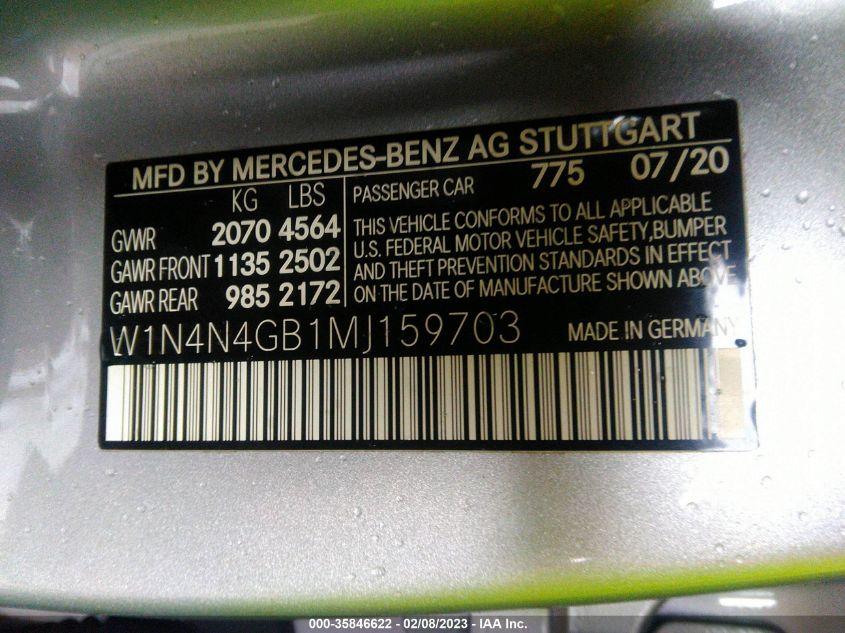 MFD BY MERCEDES-BENZ AG STUTTGART
KG LBS
GVWR 2070 4564
GAWR FRONT 1135 2502
GAWR REAR 985 2172
PASSENGER CAR 775 07/20
THIS VEHICLE CONFORMS TO ALL APPLICABLE
U.S. FEDERAL MOTOR VEHICLE SAFETY,BUMPER
AND THEFT PREVENTION STANDARDS IN EFFECT
ON THE DATE OF MANUFACTURE SHOWN ABOVE
W1N4N4GB1MJ159703 MADE IN GERMANY
000-35846622 - 02/08/2023 - IAA Inc.